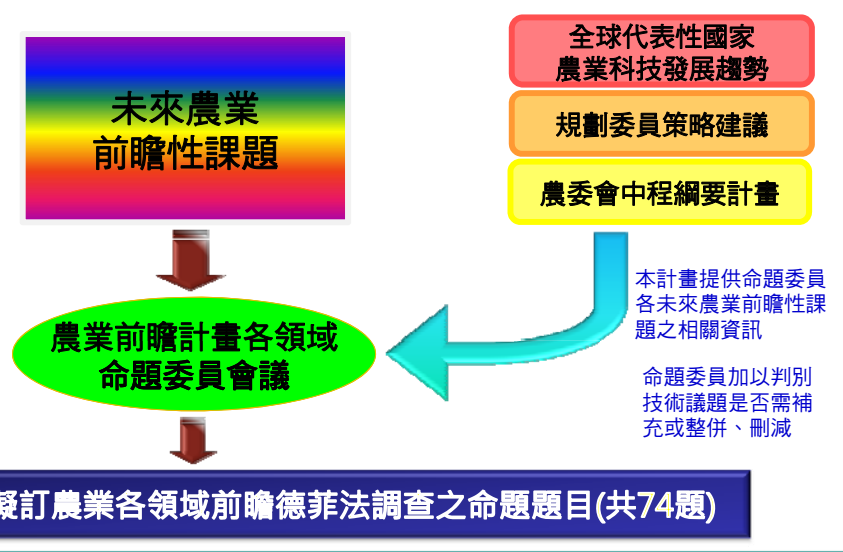 未來農業
前瞻性課題
全球代表性國家
農業科技發展趨勢
規劃委員策略建議
農委會中程綱要計畫
本計畫提供命題委員
各未來農業前瞻性課
題之相關資訊
命題委員加以判別
技術議題是否需補
充或整併、刪減
農業前瞻計畫各領域
命題委員會議
擬訂農業各領域前瞻德菲法調查之命題題目(共74題)